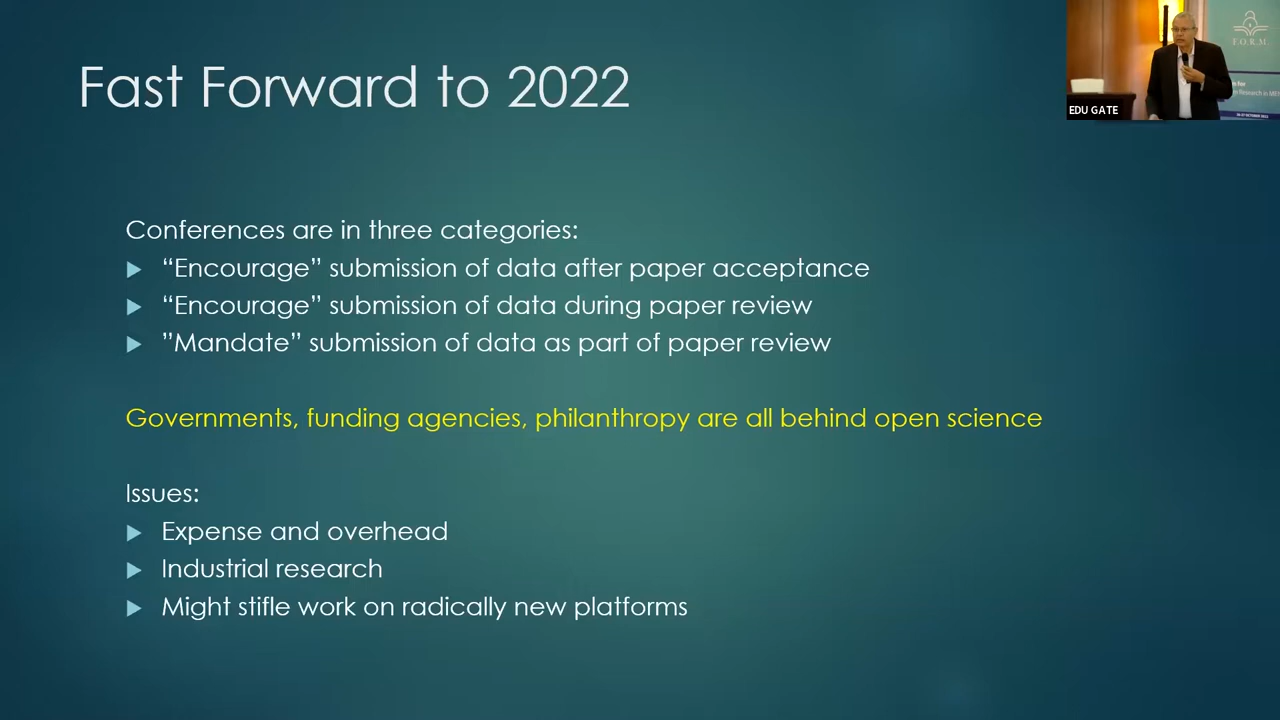 Fast Forward to 2022
F.O.R.M.
EDU GATE
Conferences are in three categories:
“Encourage” submission of data after paper acceptance
“Encourage” submission of data during paper review
”Mandate” submission of data as part of paper review
Governments, funding agencies, philanthropy are all behind open science
Issues:
Expense and overhead
Industrial research
Might stifle work on radically new platforms